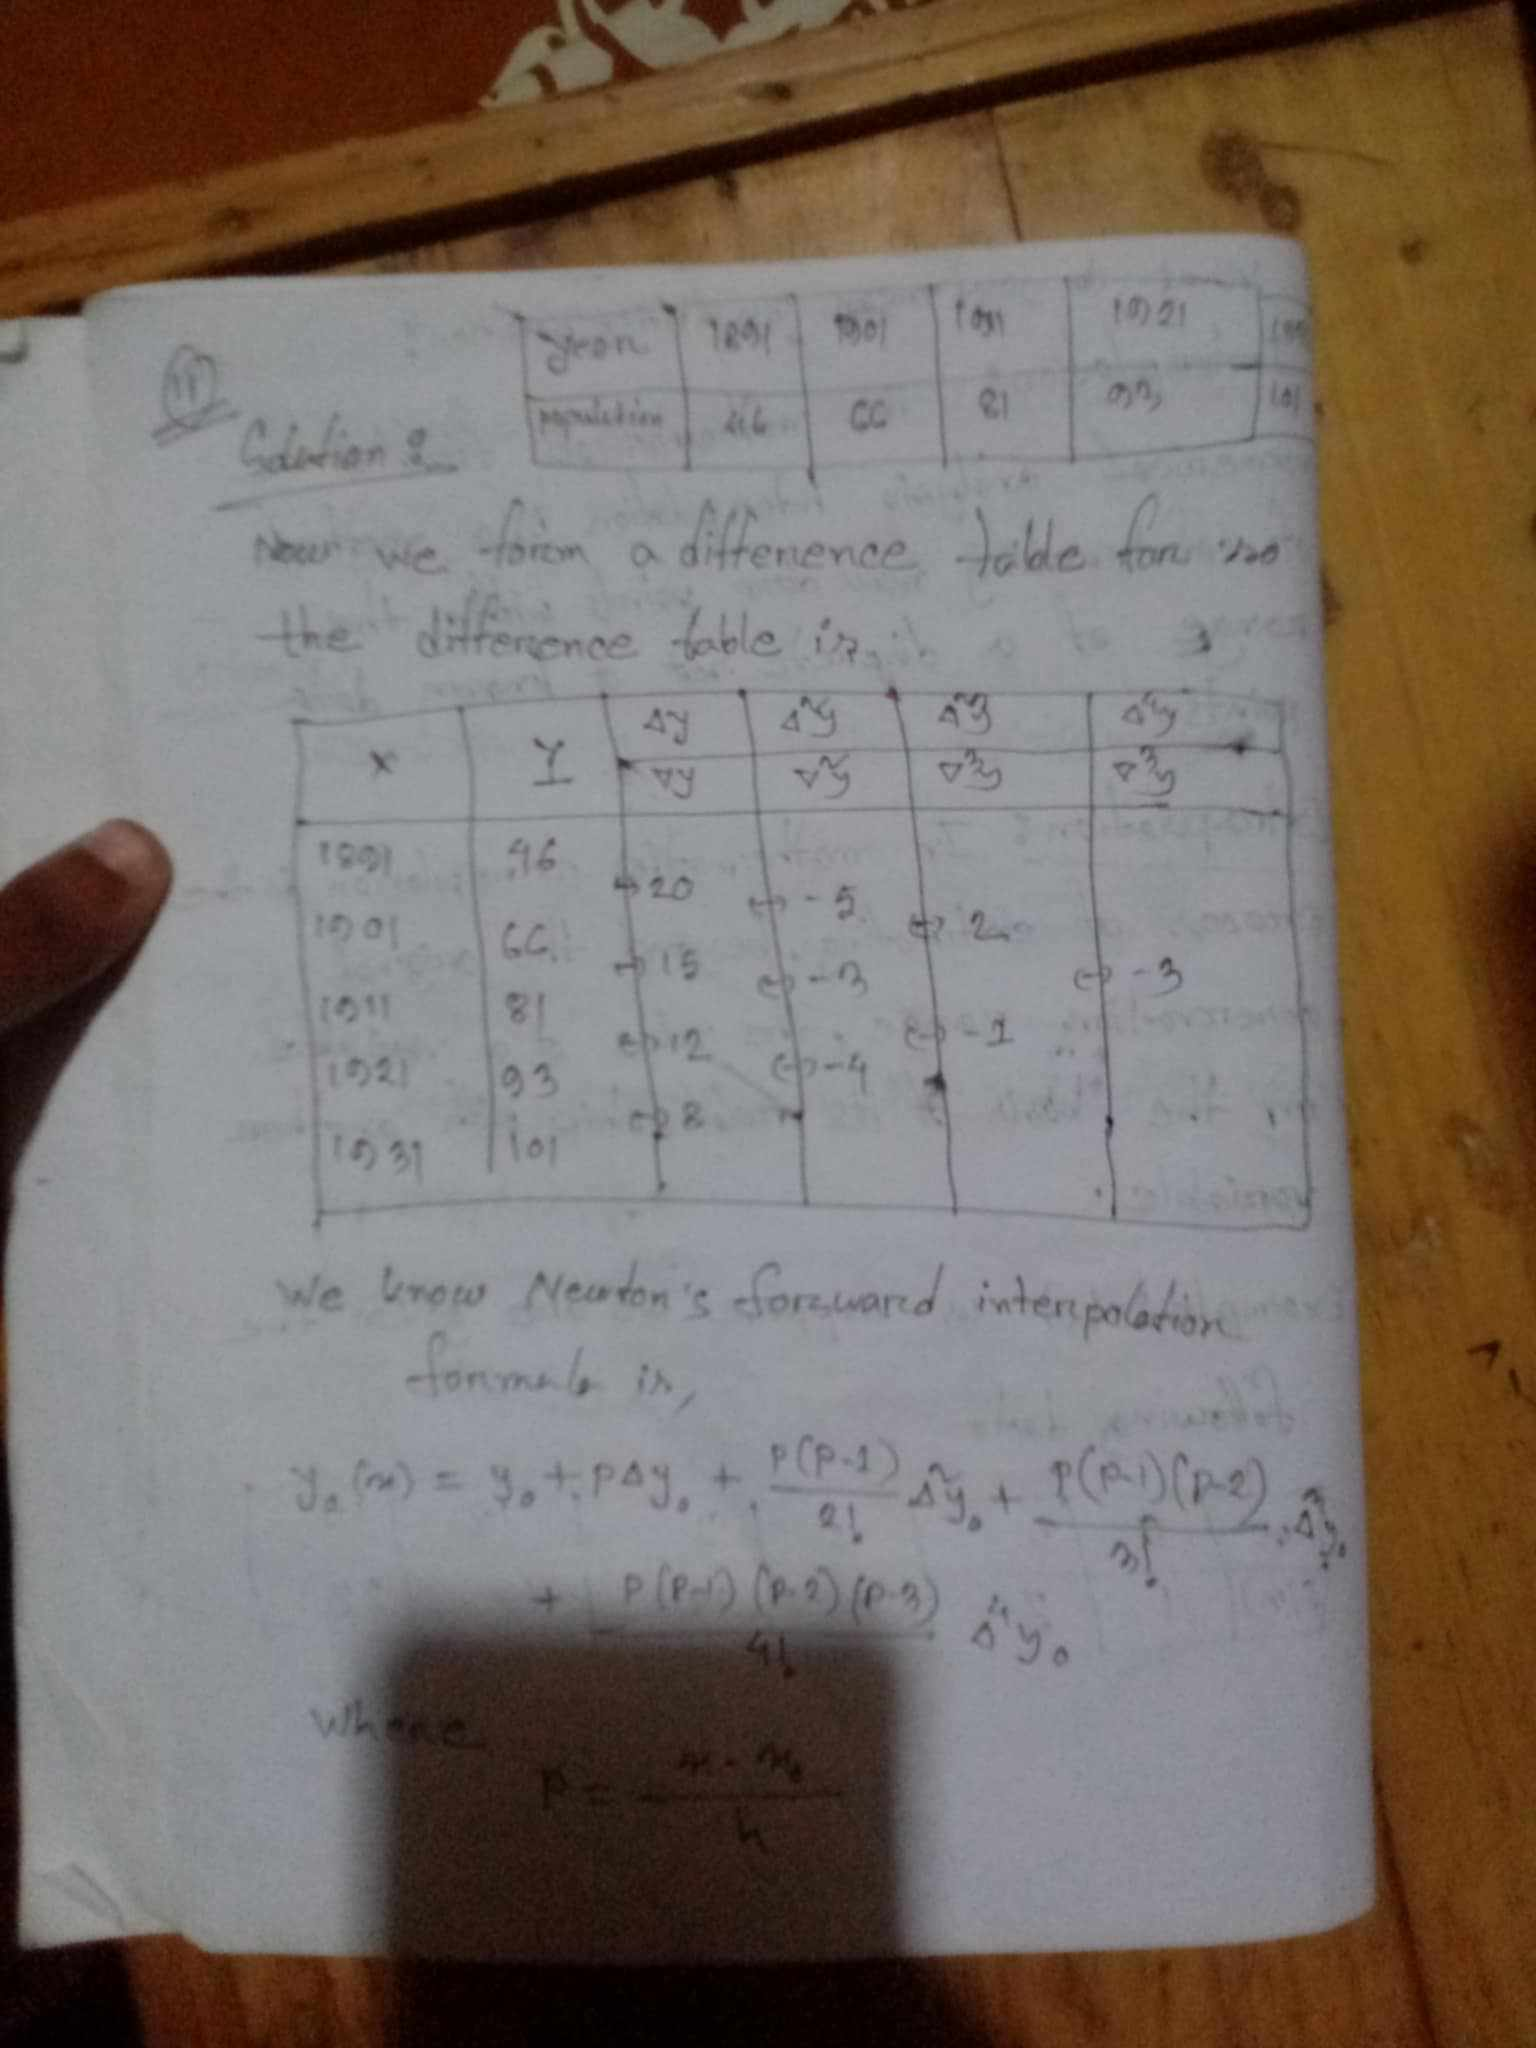 11
year 1891 1901 1911 1921
population 46 66 81 93 101
Solution :
Now we form a difference table for
the difference table is,
x y Δy Δ²y Δ³y Δ⁴y
∇y ∇²y ∇³y ∇³y
1891 46
20 -5 2 -3
1901 66
15 -3 -1
1911 81
12 -4
1921 93
8
1931 101
We know Newton's forward interpolation
formula is,
y₀(x) = y₀ + pΔy₀ + p(p-1)/2! Δ²y₀ + p(p-1)(p-2)/3! Δ³y₀
+ p(p-1)(p-2)(p-3)/4! Δ⁴y₀
where
p = x - x₀ / h